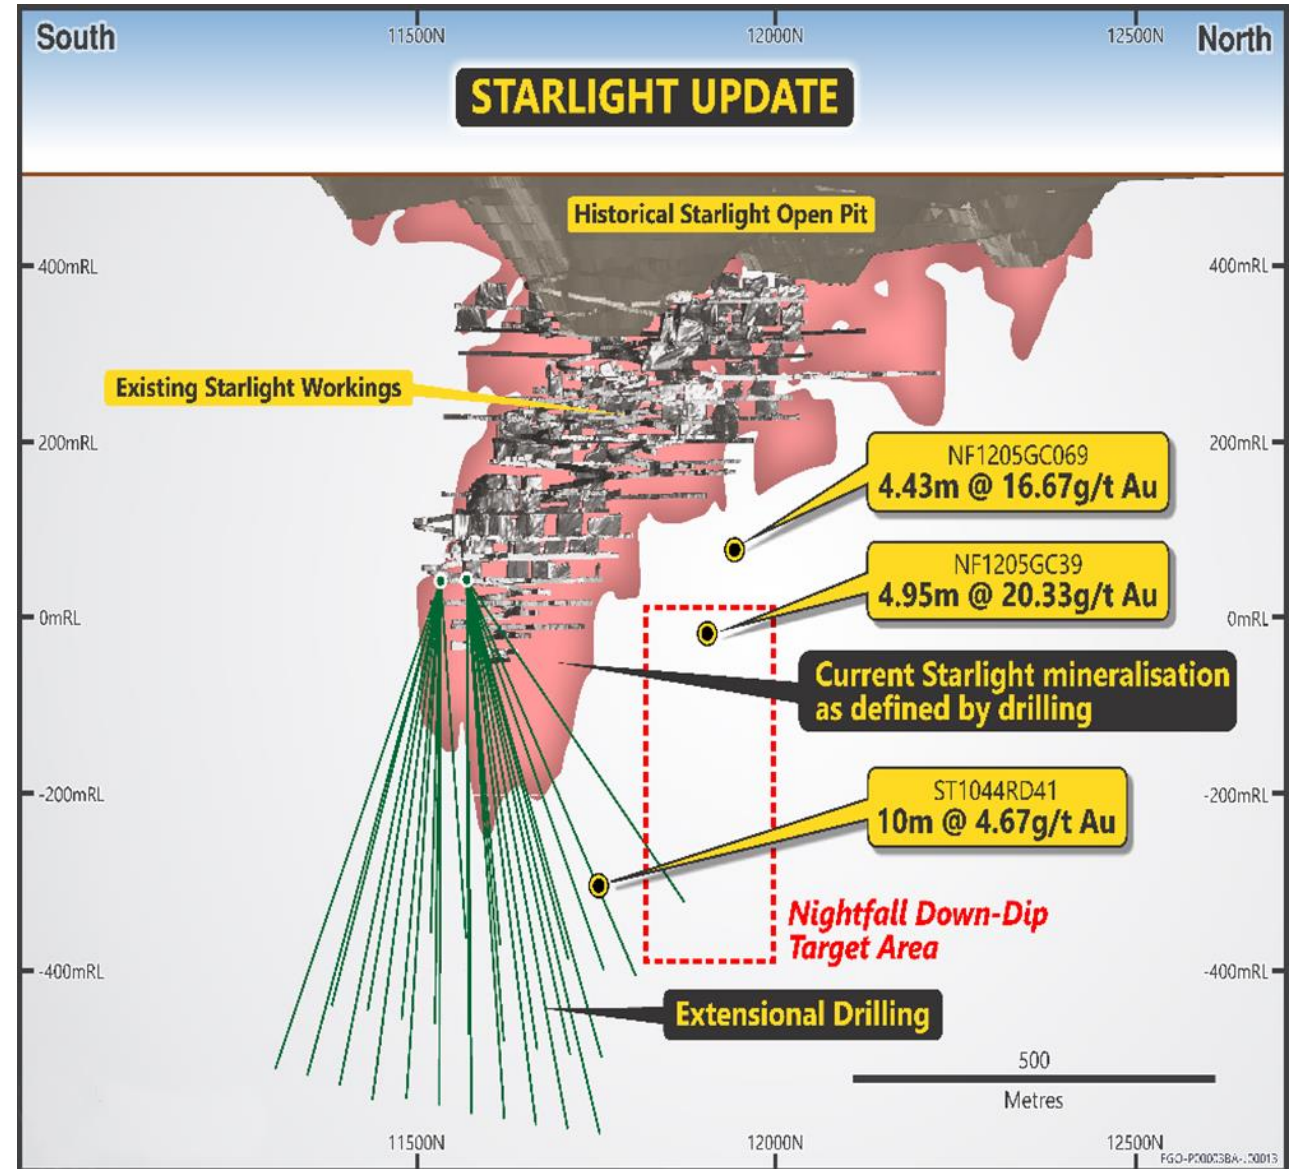 South
11500N
12000N
12500N
North
STARLIGHT UPDATE
Historical Starlight Open Pit
400mRL
400mRL
Existing Starlight Workings
200mRL
200mRL
NF1205GC069
4.43m @ 16.67g/t Au
NF1205GC39
4.95m @ 20.33g/t Au
0mRL
0mRL
Current Starlight mineralisation
as defined by drilling
-200mRL
-200mRL
ST1044RD41
10m @ 4.67g/t Au
Nightfall Down-Dip
Target Area
-400mRL
-400mRL
Extensional Drilling
500
Metres
11500N
12000N
12500N